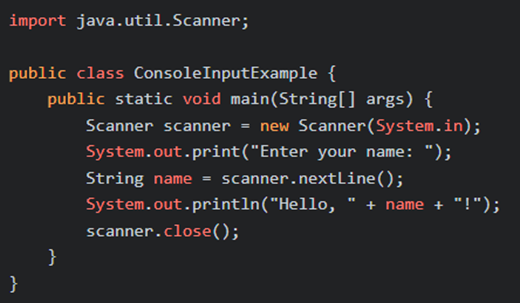 import java.util.Scanner;
public class ConsoleInputExample {
    public static void main(String[] args) {
        Scanner scanner = new Scanner(System.in);
        System.out.print("Enter your name: ");
        String name = scanner.nextLine();
        System.out.println("Hello, " + name + "!");
        scanner.close();
    }
}